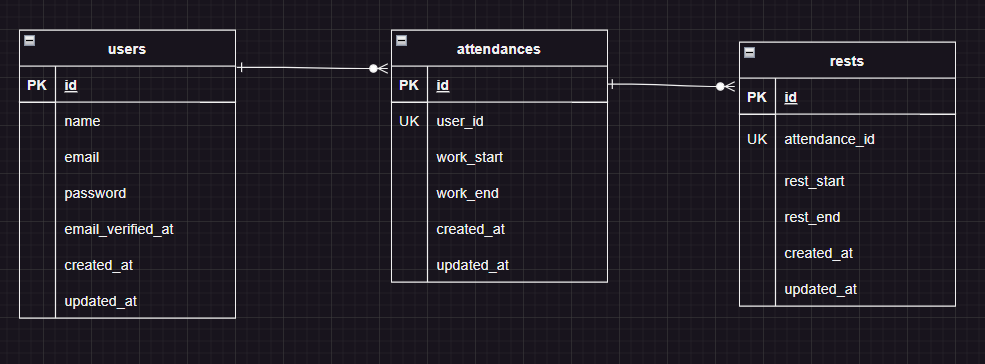 users
PK id
name
email
password
email_verified_at
created_at
updated_at
attendances
PK id
UK user_id
work_start
work_end
created_at
updated_at
rests
PK id
UK attendance_id
rest_start
rest_end
created_at
updated_at